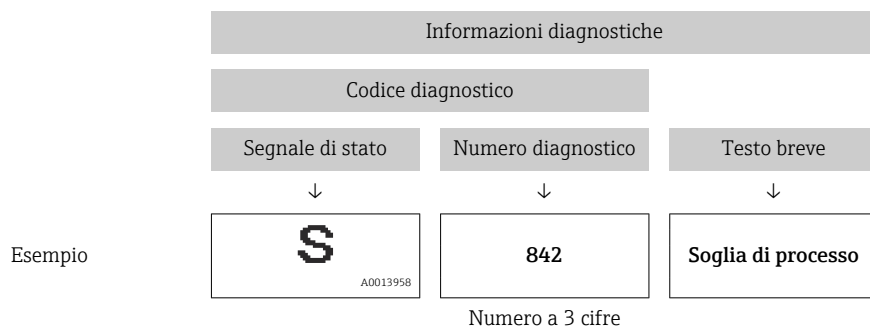 Informazioni diagnostiche
Codice diagnostico
Segnale di stato Numero diagnostico Testo breve
↓ ↓ ↓
Esempio S 842 Soglia di processo
A0013958
Numero a 3 cifre